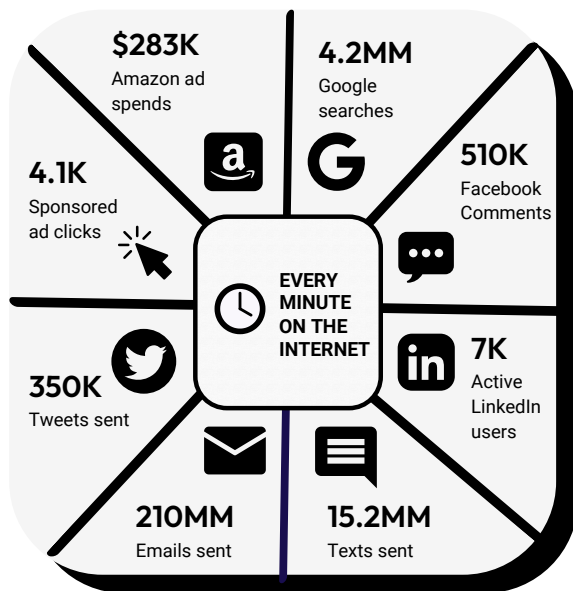 $283K
Amazon ad
spends
4.2MM
Google
searches
510K
Facebook
Comments
7K
Active
LinkedIn
users
15.2MM
Texts sent
210MM
Emails sent
350K
Tweets sent
4.1K
Sponsored
ad clicks
EVERY
MINUTE
ON THE
INTERNET
a
G
in